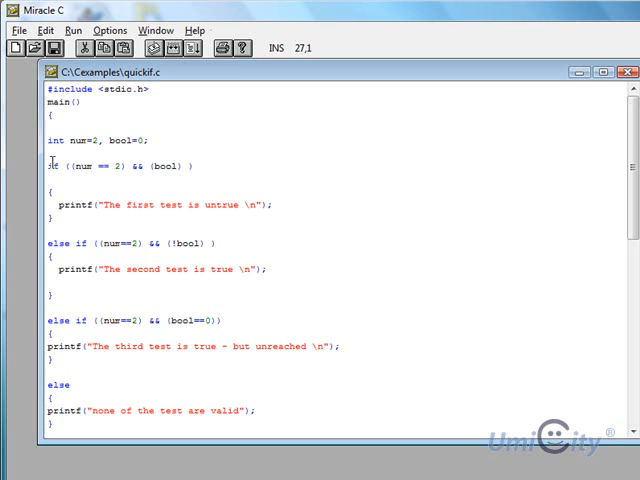 Miracle C
File Edit Run Options Window Help
INS 27,1
C:\Cexamples\quickif.c
#include <stdio.h>
main()
{
int num=2, bool=0;
if ((num == 2) && (bool) )
{
printf("The first test is untrue \n");
}
else if ((num==2) && (!bool) )
{
printf("The second test is true \n");
}
else if ((num==2) && (bool==0))
{
printf("The third test is true - but unreached \n");
}
else
{
printf("none of the test are valid");
}
UmiCity ®